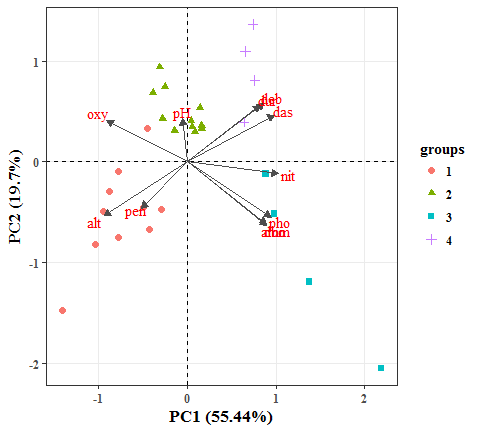 groups
1
2
3
4
1
0
-1
-2
PC2 (19.7%)
oxy
pH
das
nit
pho
pen
alt
-1
0
1
2
PC1 (55.44%)